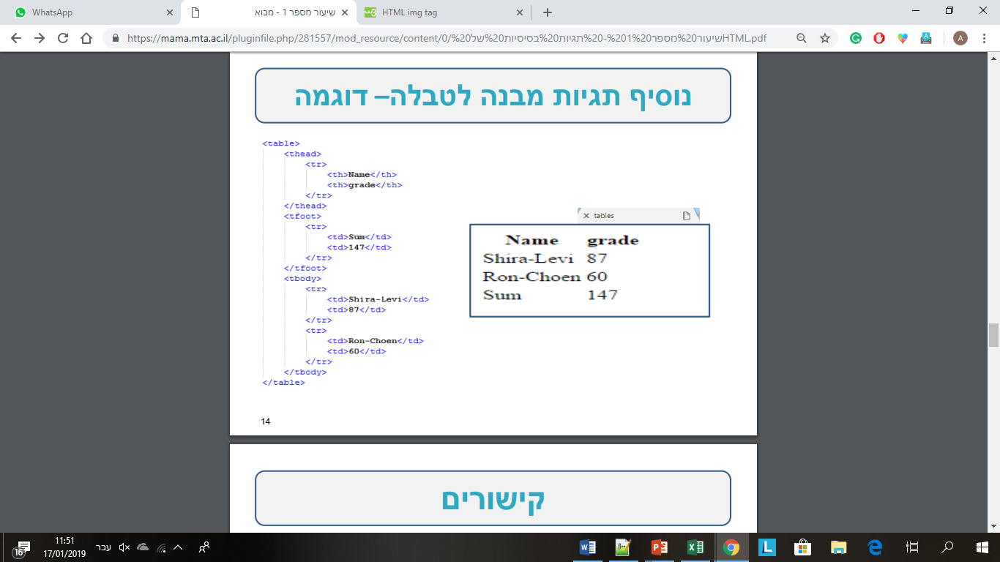 WhatsApp
שיעור מספר 1 - מבוא
HTML img tag
https://mama.mta.ac.il/pluginfile.php/281557/mod_resource/content/0/שיעור%20מספר%201%20-%20תגיות%20בסיסיות%20של%20HTML.pdf
A
נוסיף תגיות מבנה לטבלה– דוגמה
<table>
<thead>
<tr>
<th>Name</th>
<th>grade</th>
</tr>
</thead>
<tfoot>
<tr>
<td>Sum</td>
<td>147</td>
</tr>
</tfoot>
<tbody>
<tr>
<td>Shira-Levi</td>
<td>87</td>
</tr>
<tr>
<td>Ron-Choen</td>
<td>60</td>
</tr>
</tbody>
</table>
tables
Name grade
Shira-Levi 87
Ron-Choen 60
Sum 147
14
קישורים
16
11:51
17/01/2019
עבר